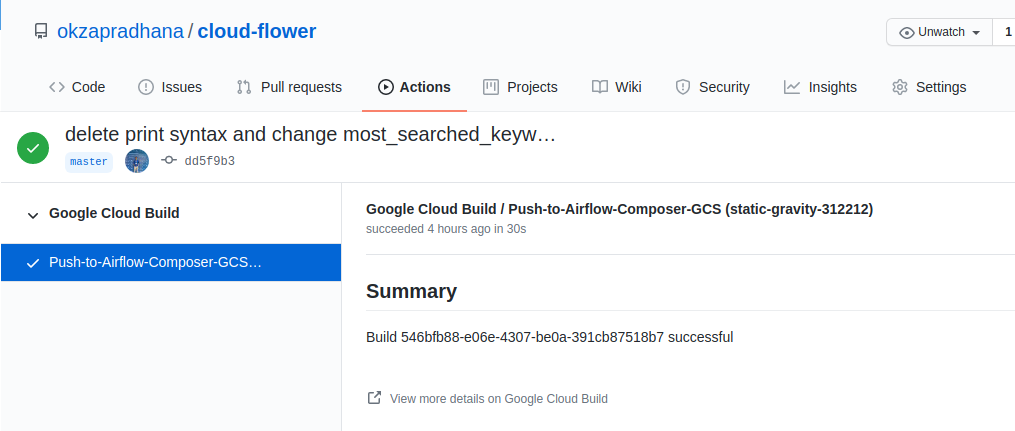 okzapradhana / cloud-flower
Unwatch 1
Code Issues Pull requests Actions Projects Wiki Security Insights Settings
delete print syntax and change most_searched_keyw…
master dd5f9b3
Google Cloud Build
Push-to-Airflow-Composer-GCS…
Google Cloud Build / Push-to-Airflow-Composer-GCS (static-gravity-312212)
succeeded 4 hours ago in 30s
Summary
Build 546bfb88-e06e-4307-be0a-391cb87518b7 successful
View more details on Google Cloud Build